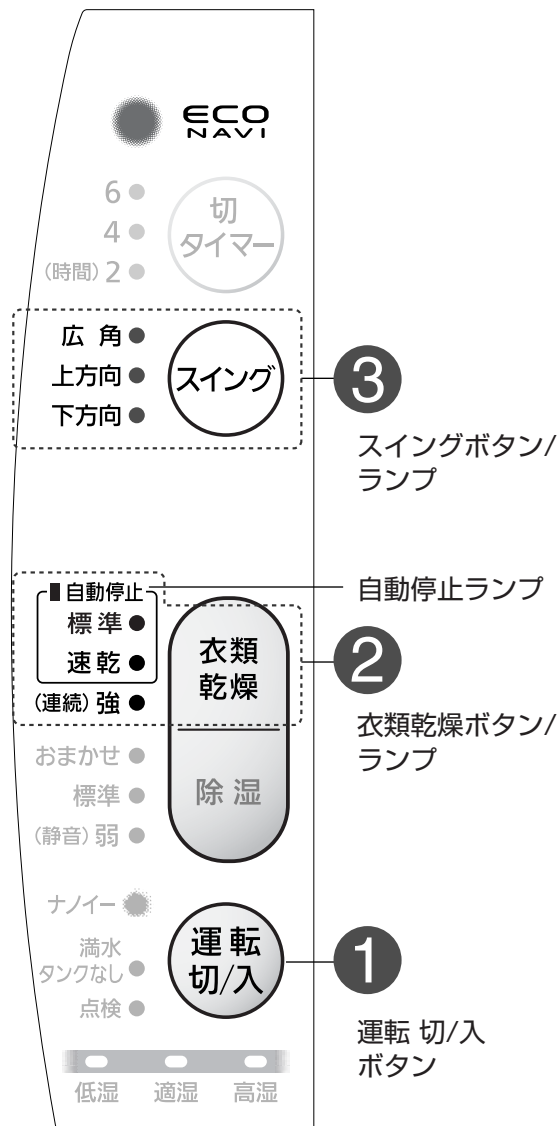 ECO
NAVI
6
4
(時間) 2
切
タイマー
広 角
上方向
下方向
スイング
3
スイングボタン/
ランプ
自動停止
標 準
速 乾
(連続) 強
衣類
乾燥
自動停止ランプ
2
衣類乾燥ボタン/
ランプ
おまかせ
標準
(静音) 弱
除 湿
ナノイー
満水
タンクなし
点検
運 転
切/入
1
運転 切/入
ボタン
低湿 適湿 高湿